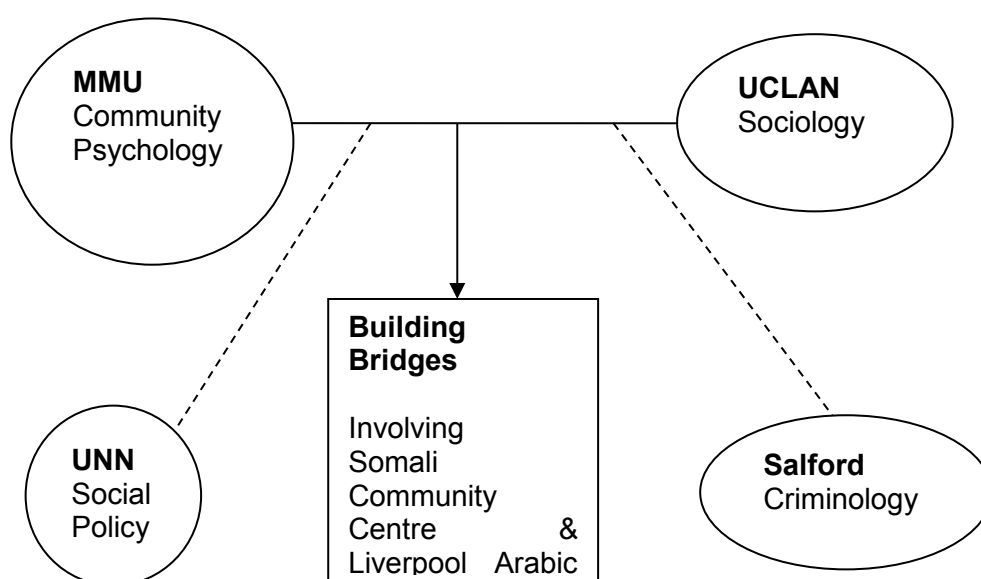 MMU
Community
Psychology
UCLAN
Sociology
Building
Bridges
Involving
Somali
Community
Centre &
Liverpool Arabic
UNN
Social
Policy
Salford
Criminology